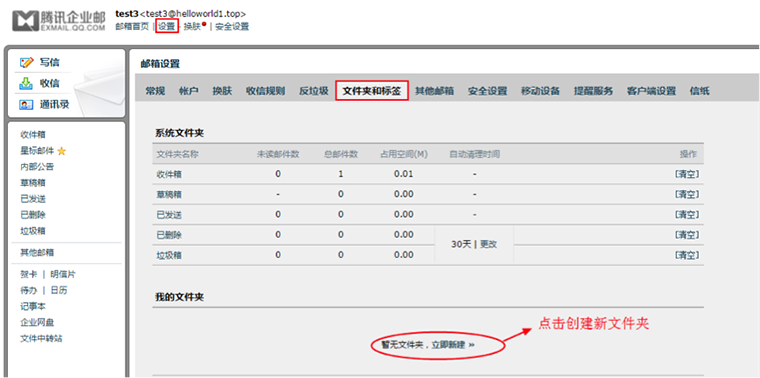 腾讯企业邮
EXMAIL.QQ.COM
test3<test3@helloworld1.top>
邮箱首页 | 设置 - 换肤 | 安全设置
写信
收信
通讯录
收件箱
星标邮件
内部公告
草稿箱
已发送
已删除
垃圾箱
其他邮箱
贺卡 | 明信片
待办 | 日历
记事本
企业网盘
文件中转站
邮箱设置
常规 帐户 换肤 收信规则 反垃圾 文件夹和标签 其他邮箱 安全设置 移动设备 提醒服务 客户端设置 信纸
系统文件夹
文件夹名称 未读邮件数 总邮件数 占用空间(M) 自动清理时间 操作
收件箱 0 1 0.01 - [清空]
草稿箱 - 0 0.00 - [清空]
已发送 0 0 0.00 - [清空]
已删除 0 0 0.00 30天 | 更改 [清空]
垃圾箱 0 0 0.00 [清空]
我的文件夹
暂无文件夹，立即新建 »
点击创建新文件夹